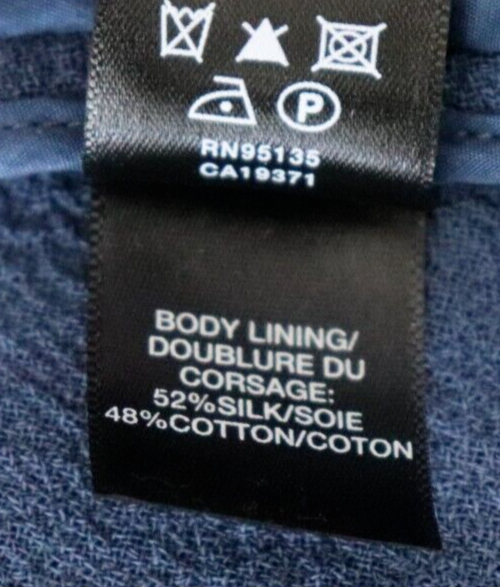 P
RN95135
CA19371
BODY LINING/
DOUBLURE DU
CORSAGE:
52%SILK/SOIE
48%COTTON/COTON